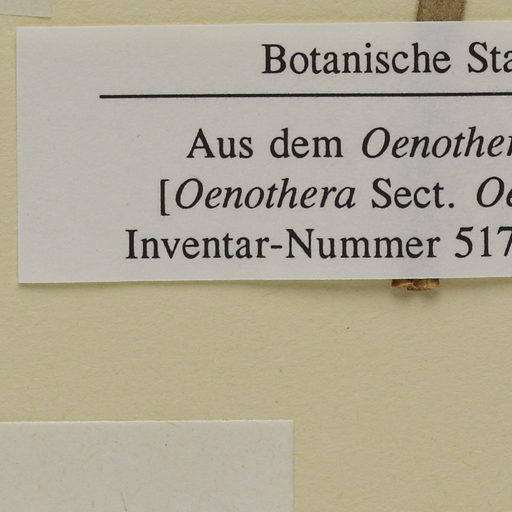 Botanische Sta
Aus dem Oenother
[Oenothera Sect. Oe
Inventar-Nummer 517